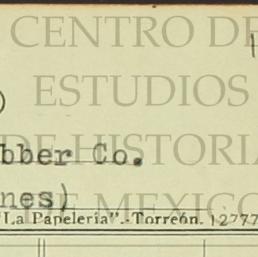 CENTRO DE
ESTUDIOS
DE HISTORIA
bber Co.
nes)
DE MEXICO
"La Papelería".-Torreón. 12777